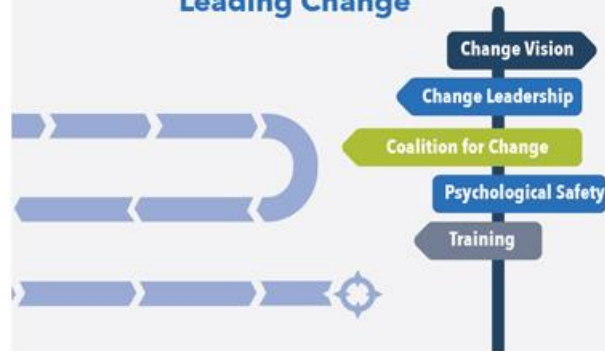 Leading Change
Change Vision
Change Leadership
Coalition for Change
Psychological Safety
Training